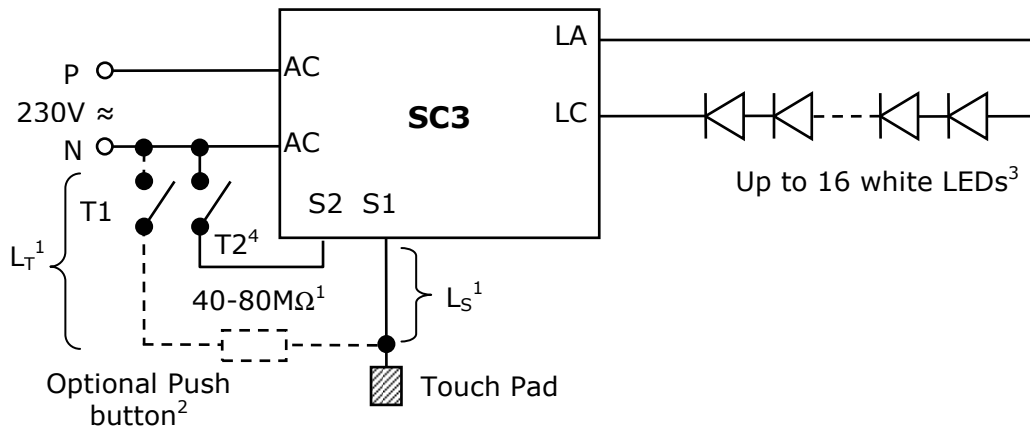 LA
P
AC
230V ≈
SC3
LC
N
AC
Up to 16 white LEDs³
S2 S1
T1
T2⁴
L_T¹
40-80MΩ¹
L_S¹
Optional Push
button²
Touch Pad